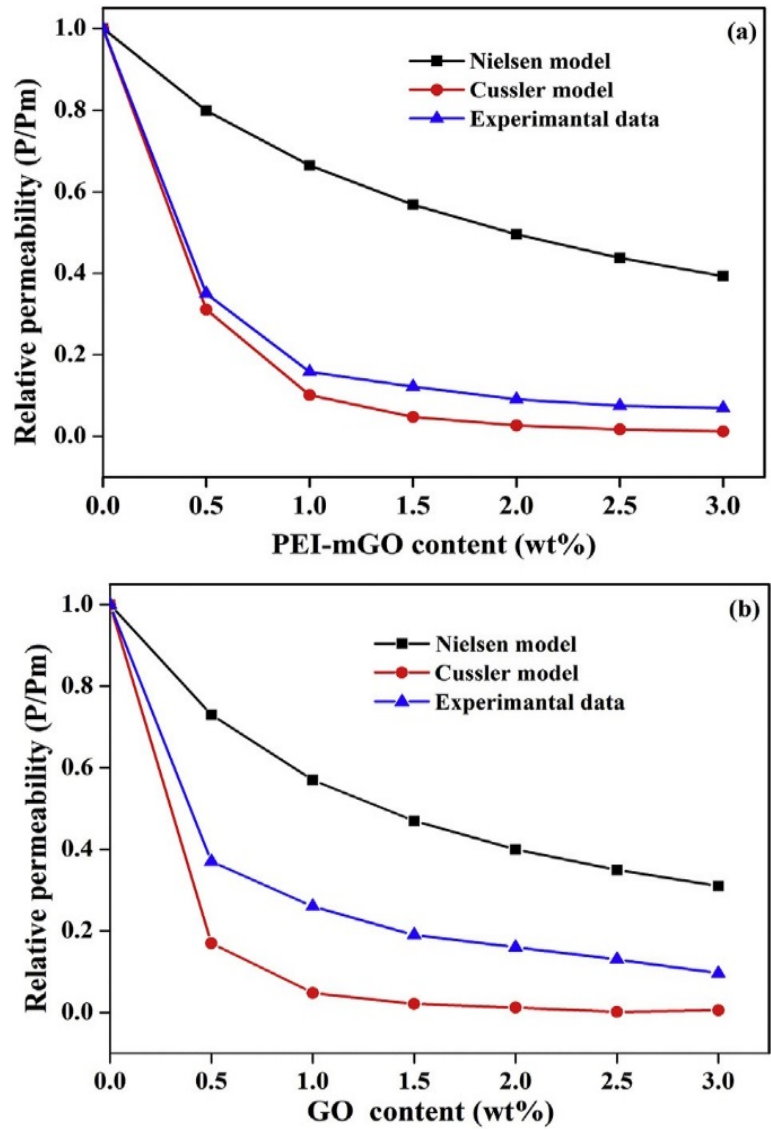 (a)
Nielsen model
Cussler model
Experimantal data
Relative permeability (P/Pm)
1.0
0.8
0.6
0.4
0.2
0.0
0.0 0.5 1.0 1.5 2.0 2.5 3.0
PEI-mGO content (wt%)
(b)
Nielsen model
Cussler model
Experimantal data
Relative permeability (P/Pm)
1.0
0.8
0.6
0.4
0.2
0.0
0.0 0.5 1.0 1.5 2.0 2.5 3.0
GO content (wt%)